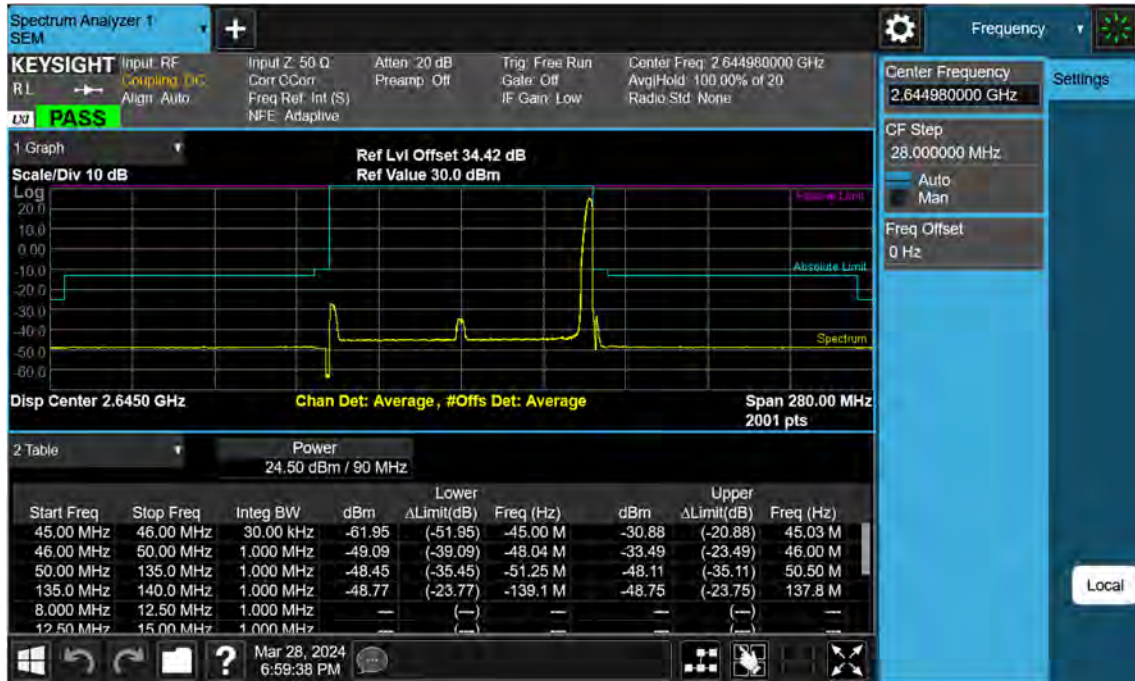 Spectrum Analyzer 1
SEM
+
Frequency
KEYSIGHT Input: RF Input Z: 50 Ω Atten: 20 dB Trig: Free Run Center Freq: 2.644980000 GHz
RL Coupling: DC Corr CCorr Preamp: Off Gate: Off Avg|Hold: 100.00% of 20
Align: Auto Freq Ref: Int (S) IF Gain: Low Radio Std: None
LXI PASS NFE: Adaptive
Center Frequency
2.644980000 GHz
Settings
CF Step
28.000000 MHz
Auto
Man
Freq Offset
0 Hz
1 Graph
Ref Lvl Offset 34.42 dB
Scale/Div 10 dB Ref Value 30.0 dBm
Log
20.0
10.0
0.00
-10.0
-20.0
-30.0
-40.0
-50.0
-60.0
Absolute Limit
Spectrum
Disp Center 2.6450 GHz Chan Det: Average, #Offs Det: Average Span 280.00 MHz
2001 pts
2 Table Power
24.50 dBm / 90 MHz
Lower Upper
Start Freq Stop Freq Integ BW dBm ΔLimit(dB) Freq (Hz) dBm ΔLimit(dB) Freq (Hz)
45.00 MHz 46.00 MHz 30.00 kHz -61.95 (-51.95) -45.00 M -30.88 (-20.88) 45.03 M
46.00 MHz 50.00 MHz 1.000 MHz -49.09 (-39.09) -48.04 M -33.49 (-23.49) 46.00 M
50.00 MHz 135.0 MHz 1.000 MHz -48.45 (-35.45) -51.25 M -48.11 (-35.11) 50.50 M
135.0 MHz 140.0 MHz 1.000 MHz -48.77 (-23.77) -139.1 M -48.75 (-23.75) 137.8 M
8.000 MHz 12.50 MHz 1.000 MHz --- (---) --- --- (---) ---
12.50 MHz 15.00 MHz 1.000 MHz --- (---) --- --- (---) ---
Local
? Mar 28, 2024
6:59:38 PM